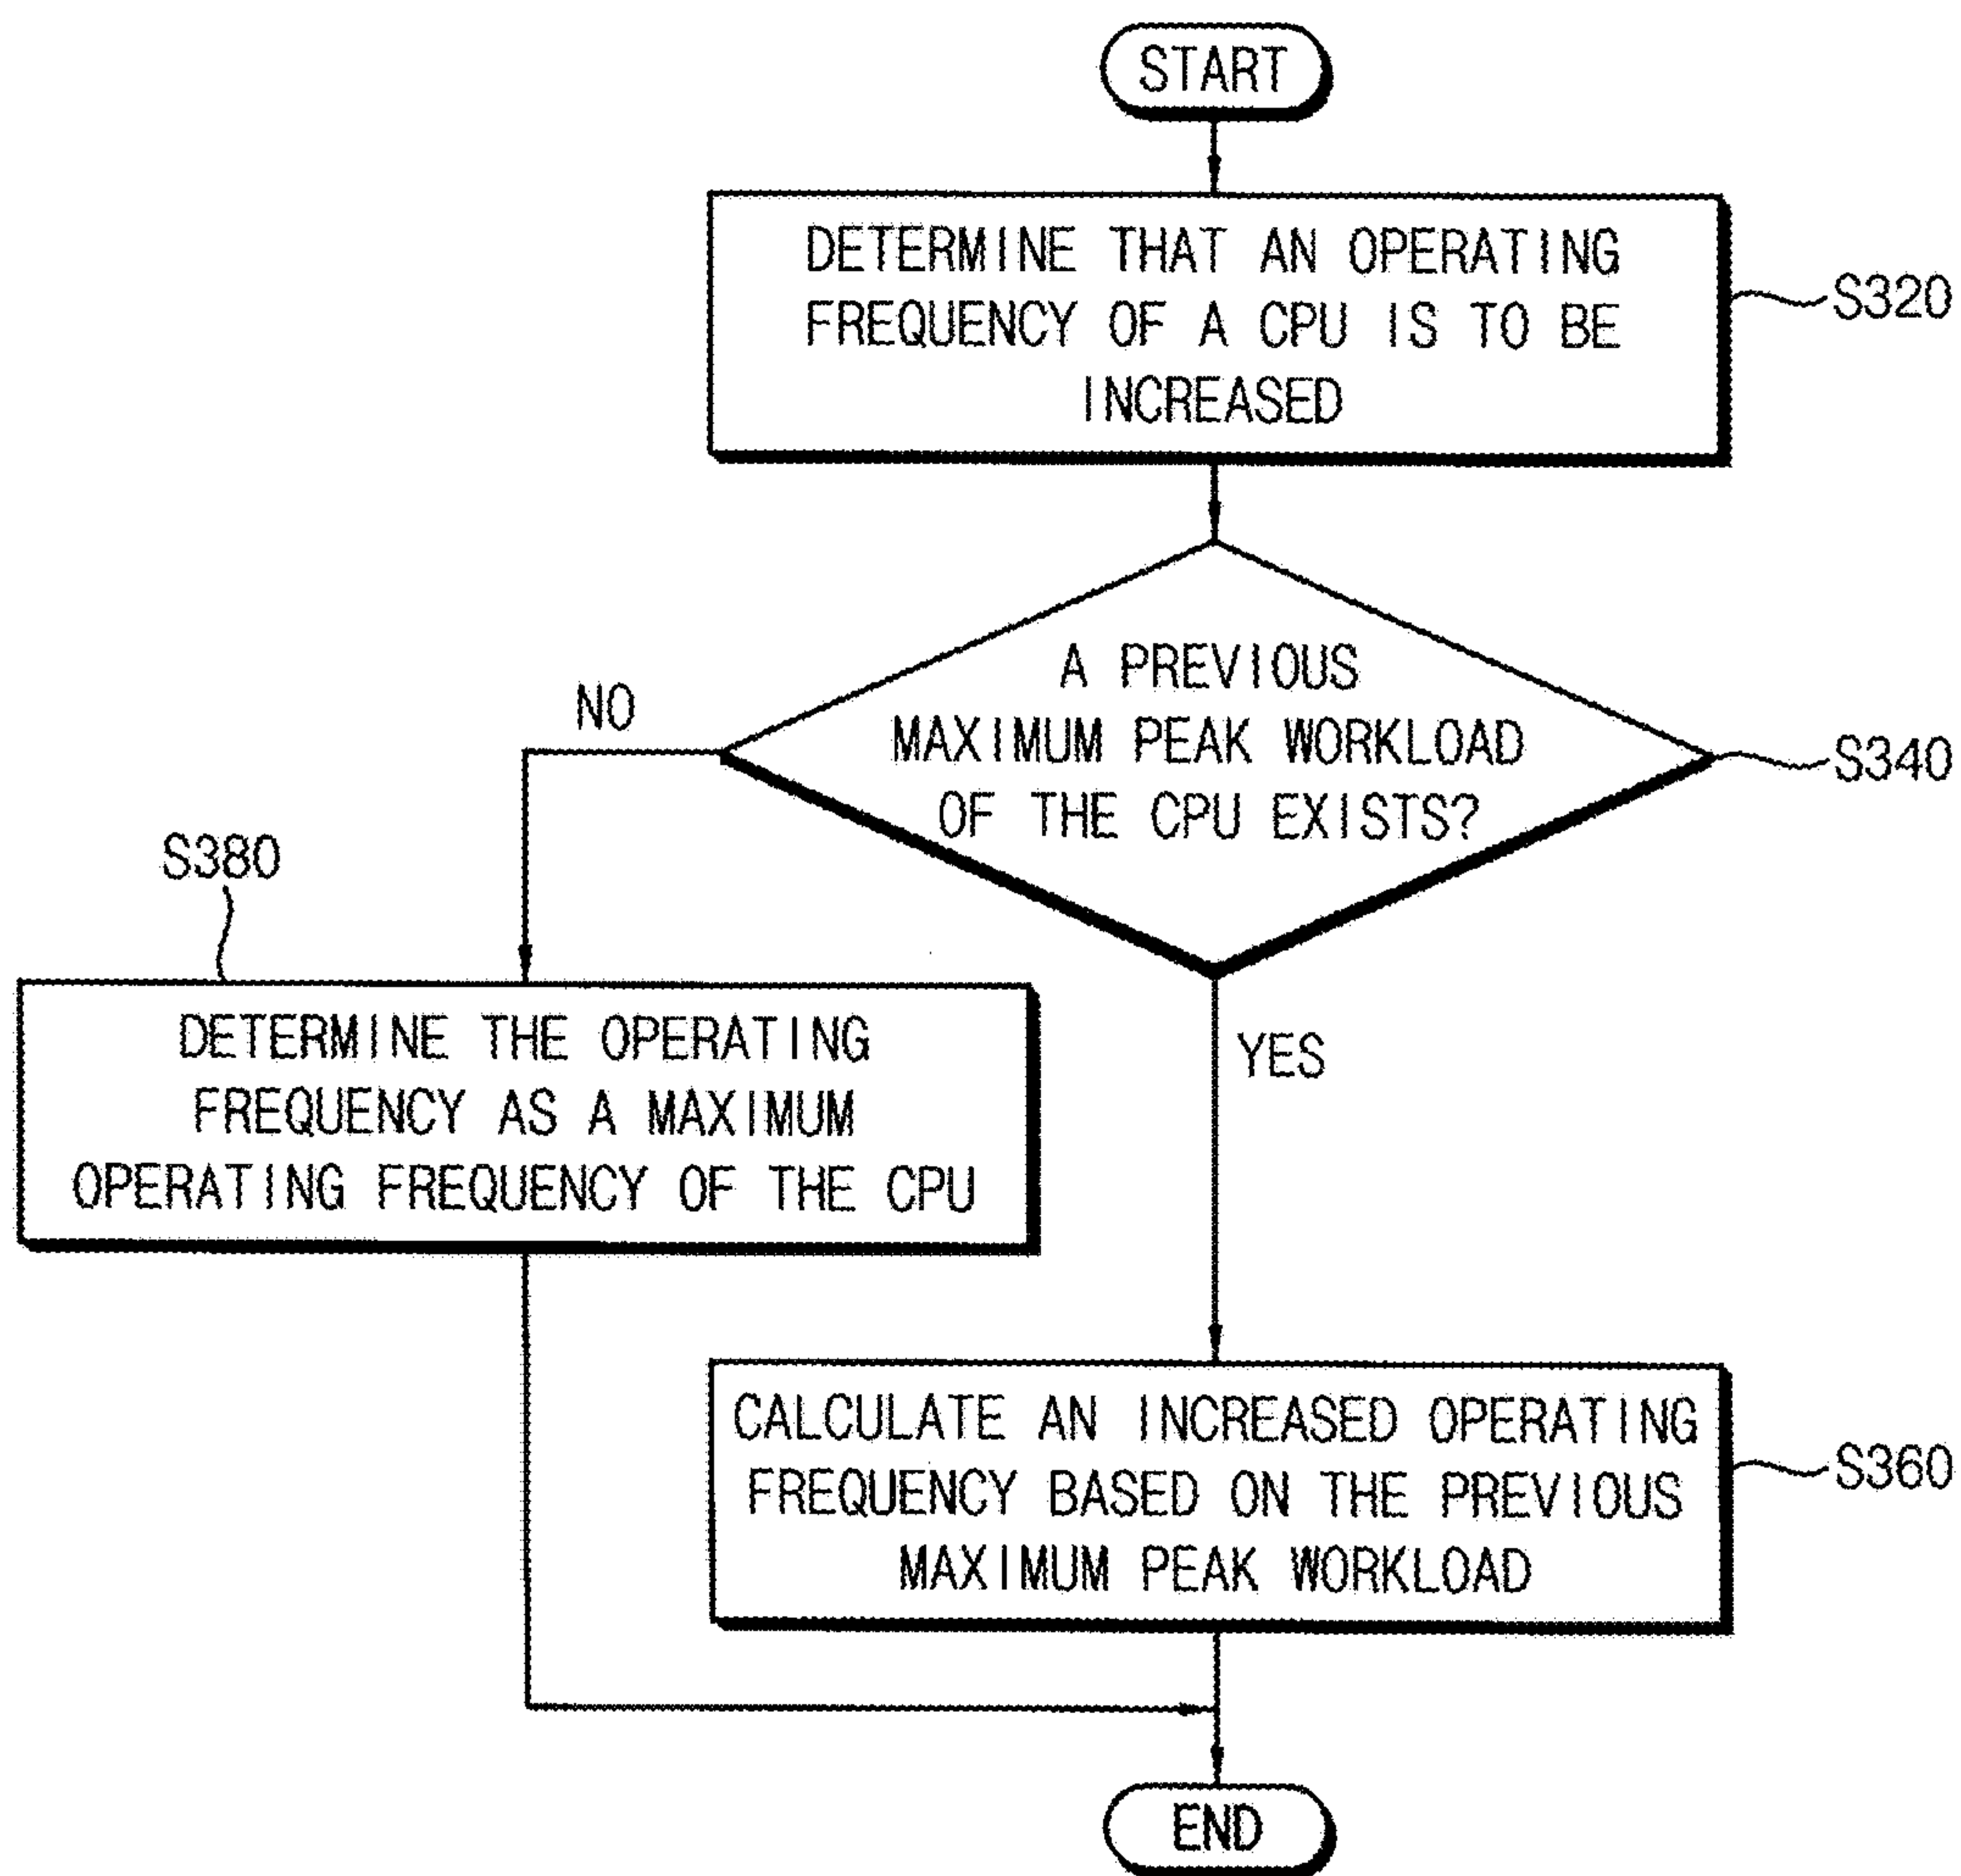 START
DETERMINE THAT AN OPERATING
FREQUENCY OF A CPU IS TO BE
INCREASED
S320
A PREVIOUS
MAXIMUM PEAK WORKLOAD
OF THE CPU EXISTS?
S340
NO
S380
DETERMINE THE OPERATING
FREQUENCY AS A MAXIMUM
OPERATING FREQUENCY OF THE CPU
YES
CALCULATE AN INCREASED OPERATING
FREQUENCY BASED ON THE PREVIOUS
MAXIMUM PEAK WORKLOAD
S360
END